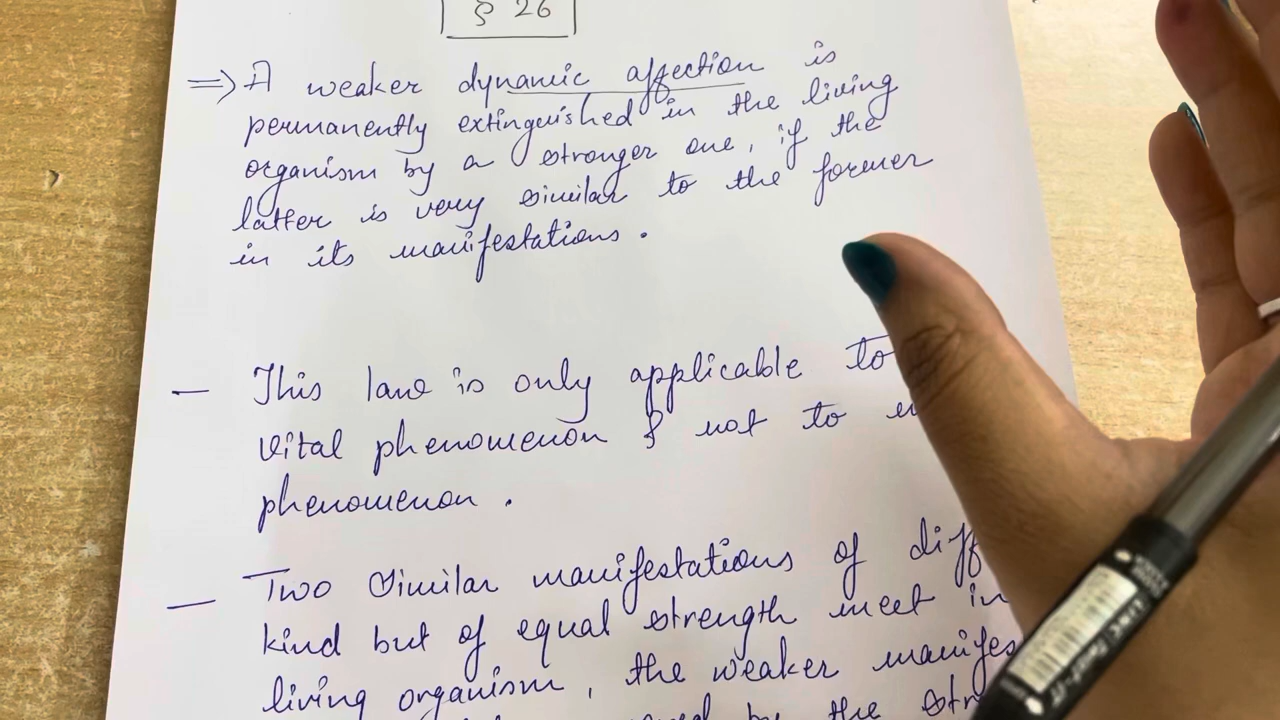 § 26
⇒ A weaker dynamic affection is
permanently extinguished in the living
organism by a stronger one, if the
latter is very similar to the former
in its manifestations.
— This law is only applicable to
vital phenomenon & not to
phenomenon.
— Two Similar manifestations of
kind but of equal strength meet in
living organism, the weaker
by the